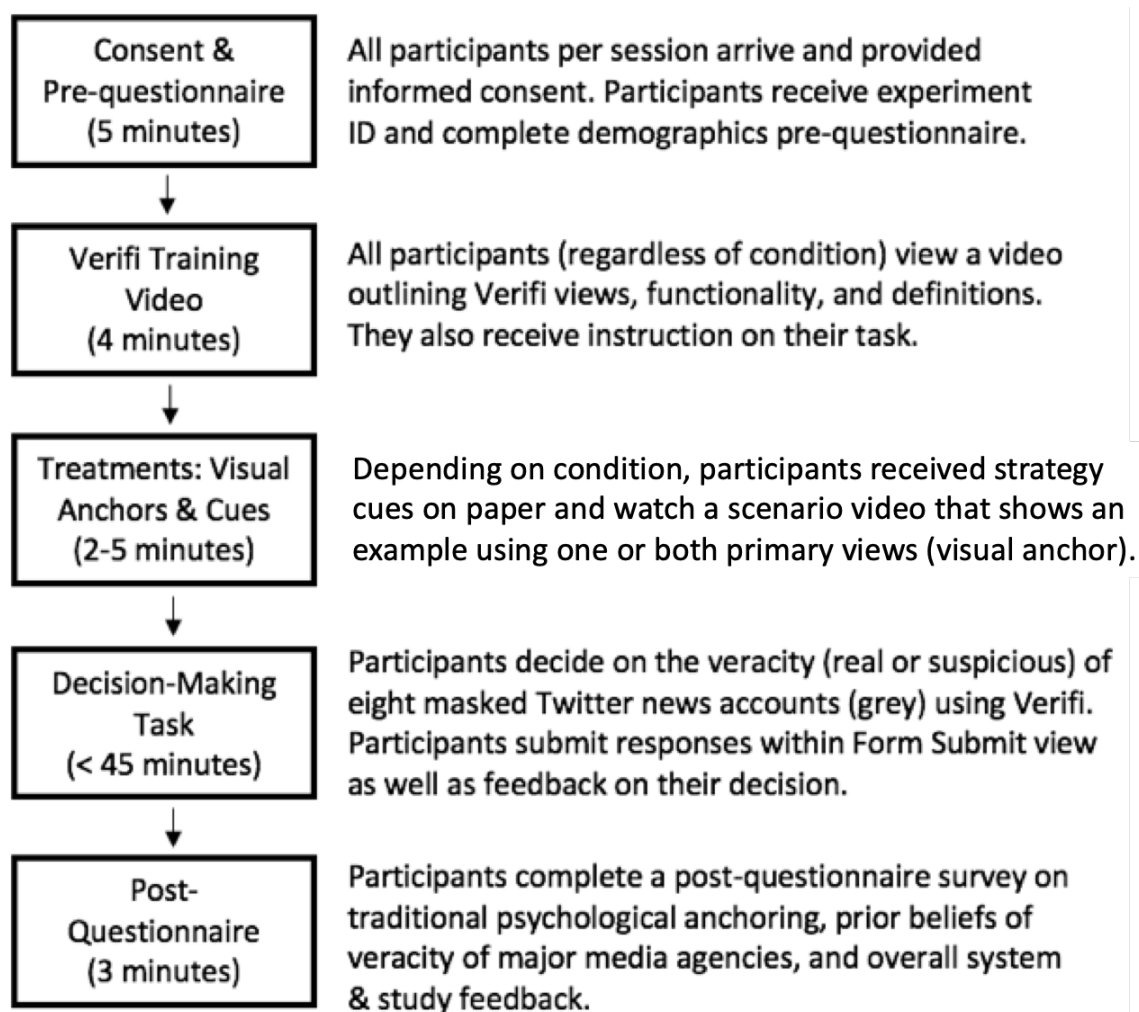 Consent &
Pre-questionnaire
(5 minutes)
All participants per session arrive and provided
informed consent. Participants receive experiment
ID and complete demographics pre-questionnaire.
Verifi Training
Video
(4 minutes)
All participants (regardless of condition) view a video
outlining Verifi views, functionality, and definitions.
They also receive instruction on their task.
Treatments: Visual
Anchors & Cues
(2-5 minutes)
Depending on condition, participants received strategy
cues on paper and watch a scenario video that shows an
example using one or both primary views (visual anchor).
Decision-Making
Task
(< 45 minutes)
Participants decide on the veracity (real or suspicious) of
eight masked Twitter news accounts (grey) using Verifi.
Participants submit responses within Form Submit view
as well as feedback on their decision.
Post-
Questionnaire
(3 minutes)
Participants complete a post-questionnaire survey on
traditional psychological anchoring, prior beliefs of
veracity of major media agencies, and overall system
& study feedback.